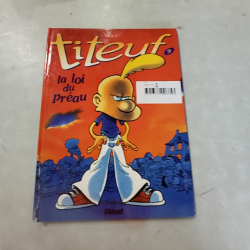 titeuf
9
la loi
du
préau
Glénat